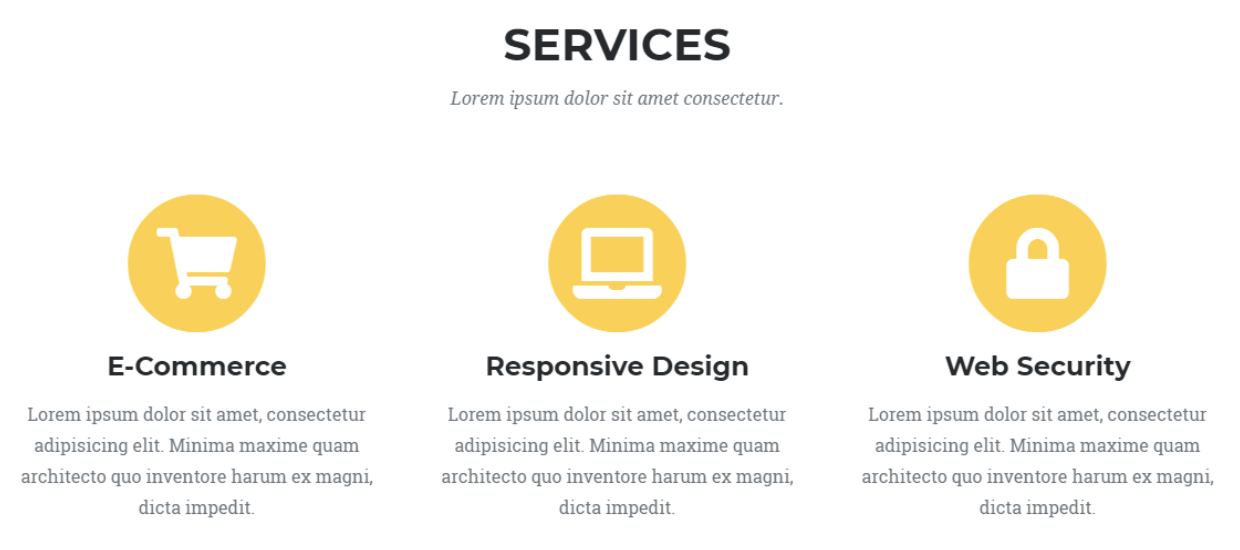 SERVICES
Lorem ipsum dolor sit amet consectetur.
E-Commerce
Lorem ipsum dolor sit amet, consectetur
adipisicing elit. Minima maxime quam
architecto quo inventore harum ex magni,
dicta impedit.
Responsive Design
Lorem ipsum dolor sit amet, consectetur
adipisicing elit. Minima maxime quam
architecto quo inventore harum ex magni,
dicta impedit.
Web Security
Lorem ipsum dolor sit amet, consectetur
adipisicing elit. Minima maxime quam
architecto quo inventore harum ex magni,
dicta impedit.